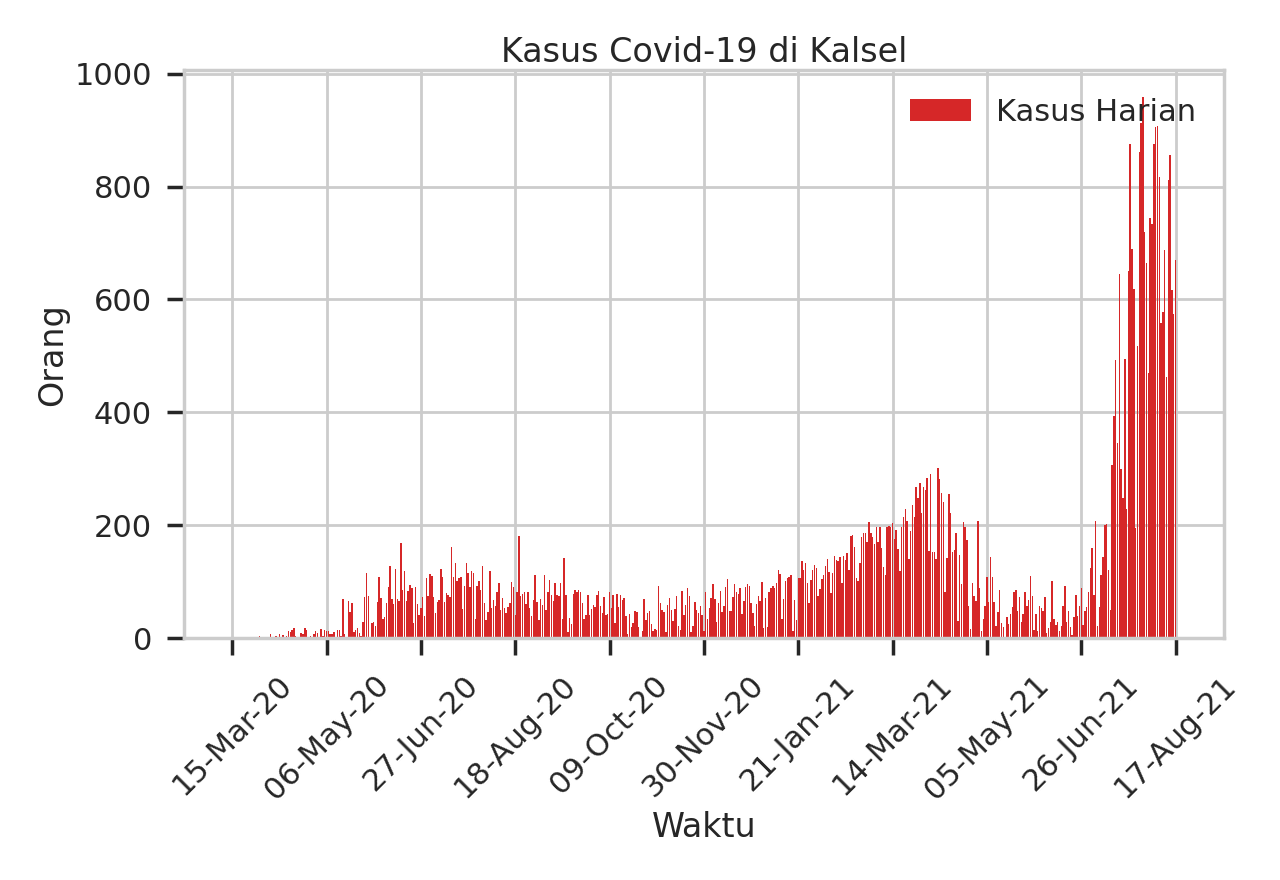 Kasus Covid-19 di Kalsel
Kasus Harian
1000
800
600
400
200
0
Orang
15-Mar-20
06-May-20
27-Jun-20
18-Aug-20
09-Oct-20
30-Nov-20
21-Jan-21
14-Mar-21
05-May-21
26-Jun-21
17-Aug-21
Waktu